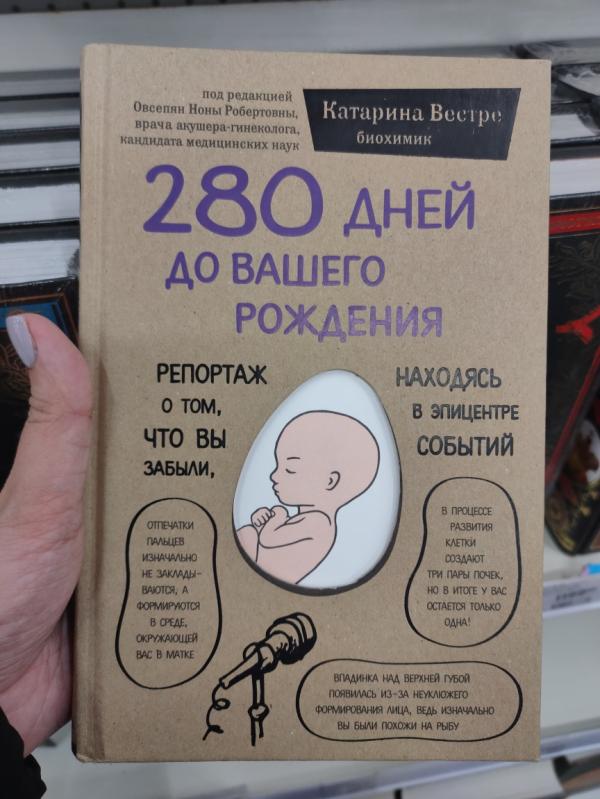 под редакцией
Овсепян Ноны Робертовны,
врача акушера-гинеколога,
кандидата медицинских наук
Катарина Вестре
биохимик
280 ДНЕЙ
ДО ВАШЕГО
РОЖДЕНИЯ
РЕПОРТАЖ
О ТОМ,
ЧТО ВЫ
ЗАБЫЛИ,
НАХОДЯСЬ
В ЭПИЦЕНТРЕ
СОБЫТИЙ
ОТПЕЧАТКИ
ПАЛЬЦЕВ
ИЗНАЧАЛЬНО
НЕ ЗАКЛАДЫ-
ВАЮТСЯ, А
ФОРМИРУЮТСЯ
В СРЕДЕ,
ОКРУЖАЮЩЕЙ
ВАС В МАТКЕ
В ПРОЦЕССЕ
РАЗВИТИЯ
КЛЕТКИ
СОЗДАЮТ
ТРИ ПАРЫ ПОЧЕК,
НО В ИТОГЕ У ВАС
ОСТАЕТСЯ ТОЛЬКО
ОДНА!
ВПАДИНКА НАД ВЕРХНЕЙ ГУБОЙ
ПОЯВИЛАСЬ ИЗ-ЗА НЕУКЛЮЖЕГО
ФОРМИРОВАНИЯ ЛИЦА, ВЕДЬ ИЗНАЧАЛЬНО
ВЫ БЫЛИ ПОХОЖИ НА РЫБУ